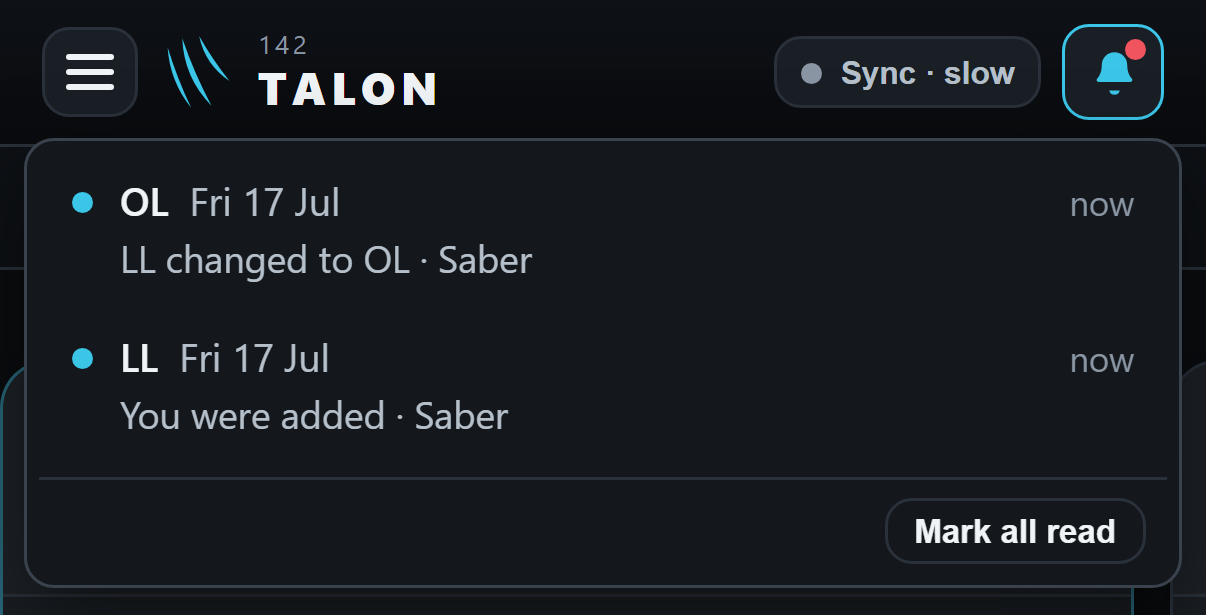 142
TALON
Sync · slow
OL Fri 17 Jul now
LL changed to OL · Saber
LL Fri 17 Jul now
You were added · Saber
Mark all read